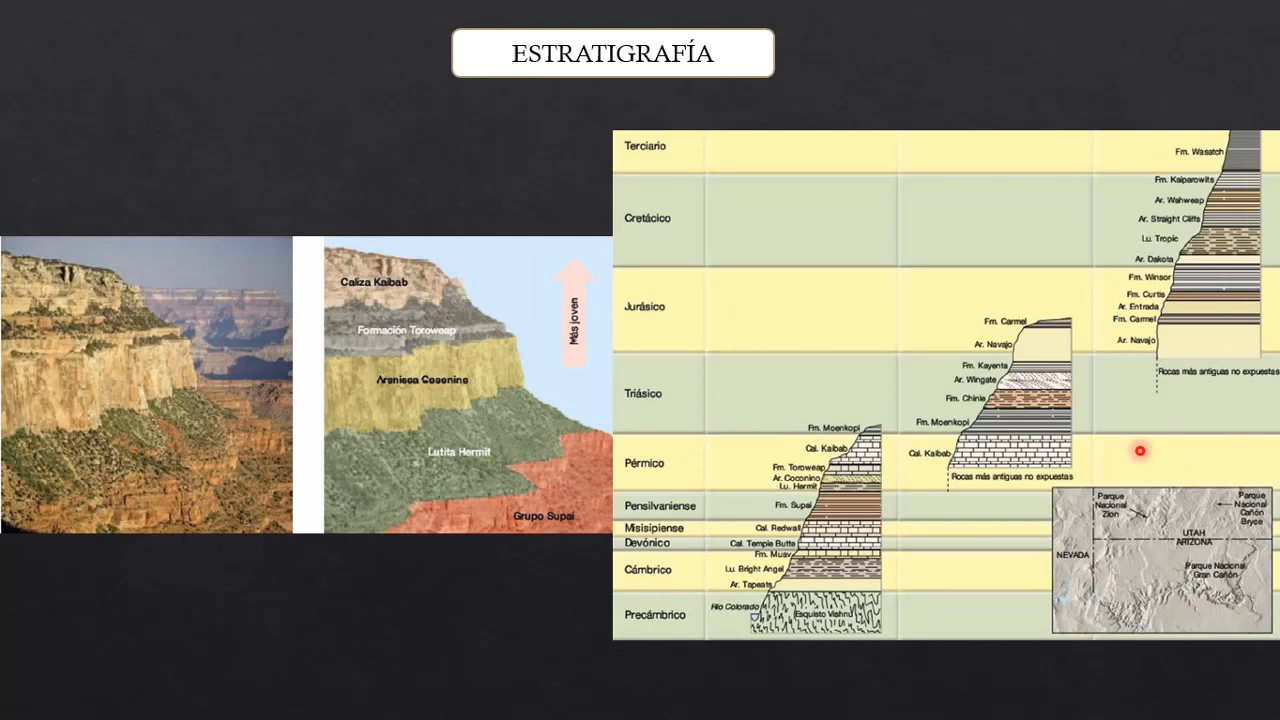 ESTRATIGRAFÍA
Caliza Kaibab
Formación Toroweap
Arenisca Coconino
Lutita Hermit
Grupo Supai
Más joven
Terciario
Cretácico
Jurásico
Triásico
Pérmico
Pensilvaniense
Misisipiense
Devónico
Cámbrico
Precámbrico
Fm. Moenkopi
Cal. Kaibab
Fm. Toroweap
Ar. Coconino
Lu. Hermit
Fm. Supai
Cal. Redwall
Cal. Temple Butte
Fm. Muav
Lu. Bright Angel
Ar. Tapeats
Río Colorado
Esquisto Vishnu
Fm. Carmel
Ar. Navajo
Fm. Kayenta
Ar. Wingate
Fm. Chinle
Fm. Moenkopi
Cal. Kaibab
Rocas más antiguas no expuestas
Fm. Wasatch
Fm. Kaiparowits
Ar. Wahweap
Ar. Straight Cliffs
Lu. Tropic
Ar. Dakota
Fm. Winsor
Fm. Curtis
Ar. Entrada
Fm. Carmel
Ar. Navajo
Rocas más antiguas no expuestas
Parque
Nacional
Zion
Parque
Nacional
Cañón
Bryce
UTAH
ARIZONA
NEVADA
Parque Nacional
Gran Cañón